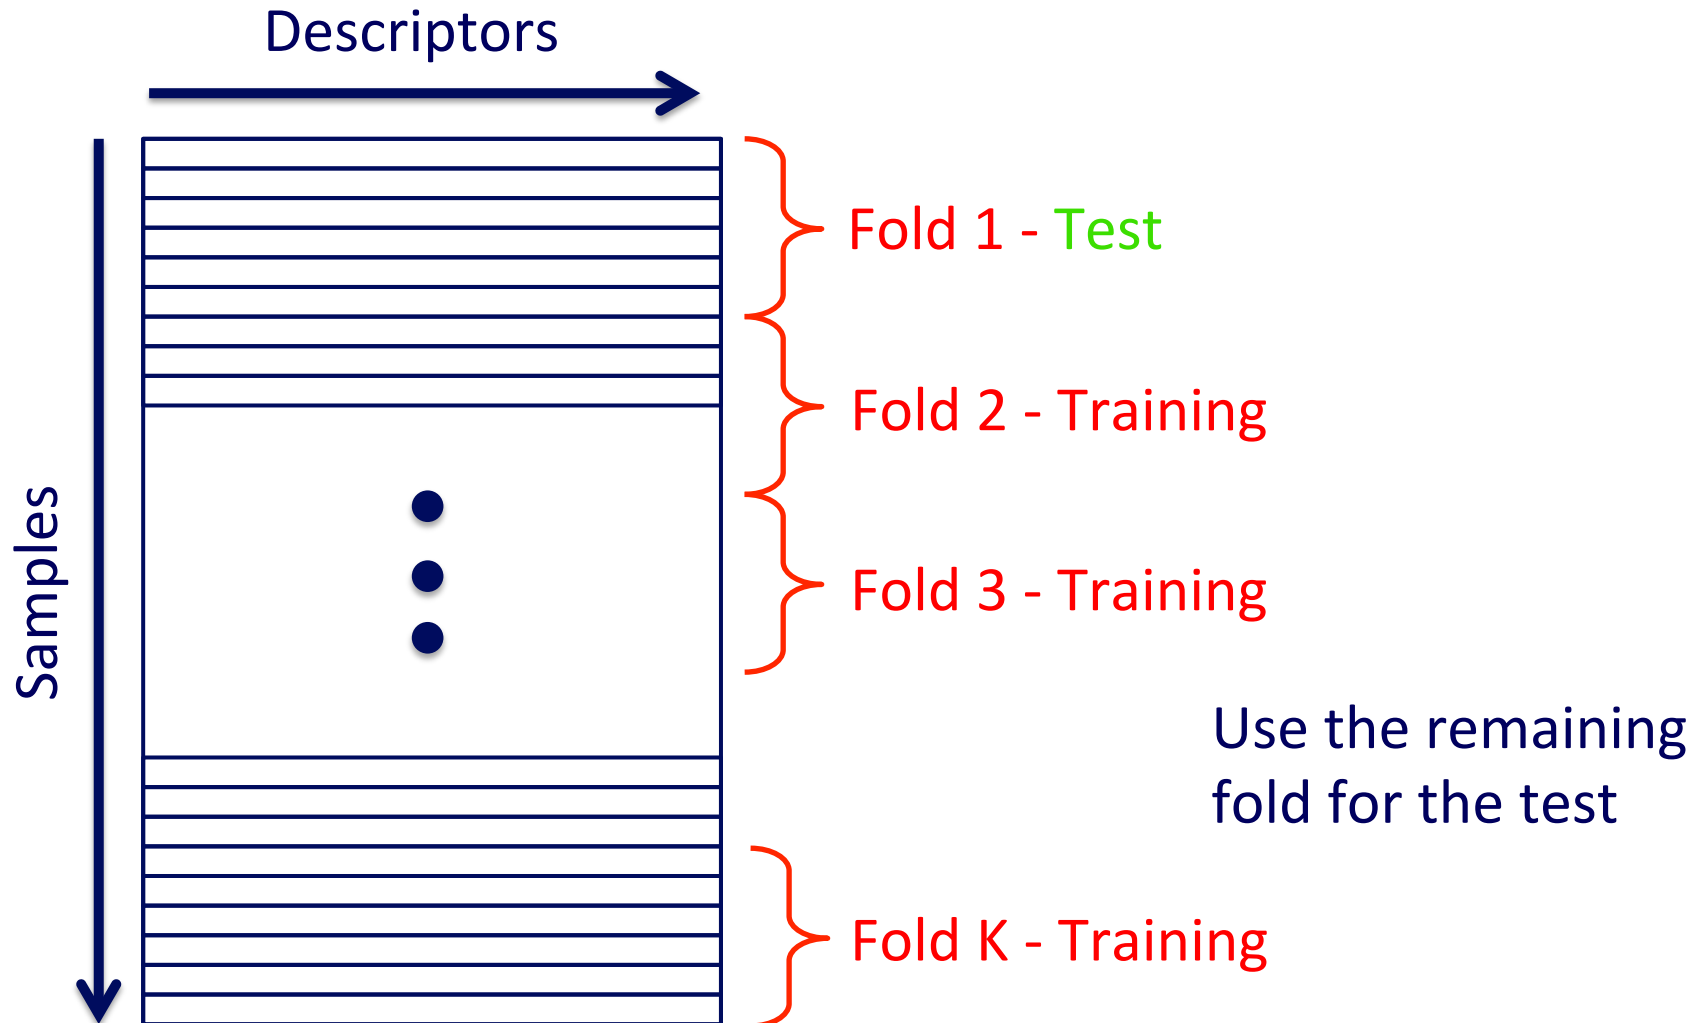 Descriptors
Samples
Fold 1 - Test
Fold 2 - Training
Fold 3 - Training
Use the remaining
fold for the test
Fold K - Training